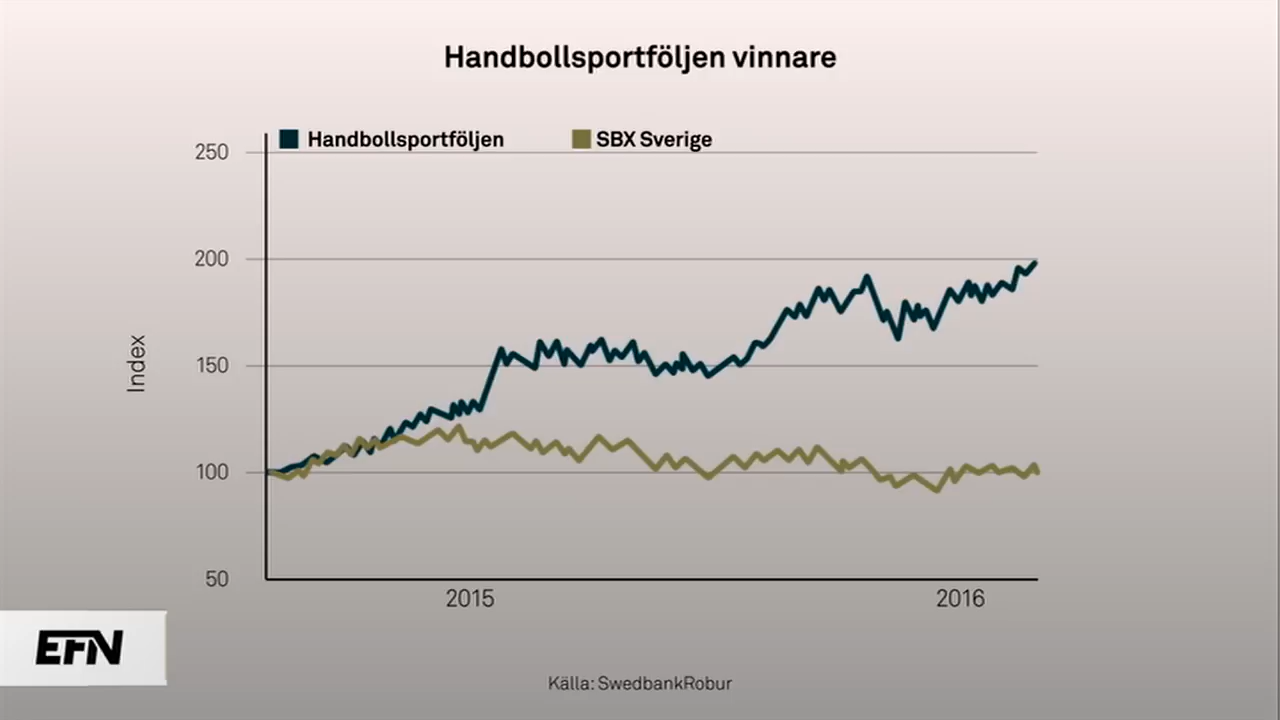 Handbollsportföljen vinnare
Handbollsportföljen
SBX Sverige
250
200
150
100
50
Index
2015
2016
EFN
Källa: SwedbankRobur